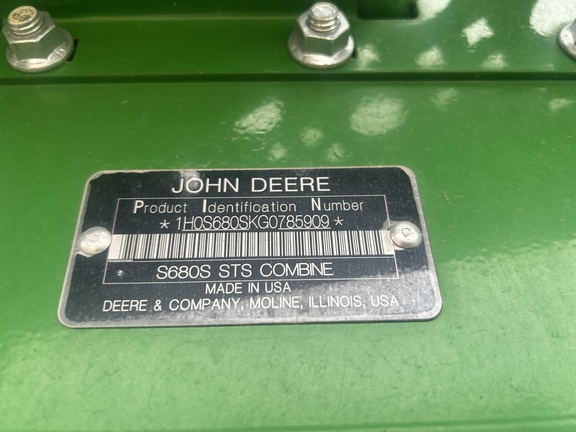 JOHN DEERE
Product Identification Number
*1H0S680SKG0785909*
S680S STS COMBINE
MADE IN USA
DEERE & COMPANY, MOLINE, ILLINOIS, USA